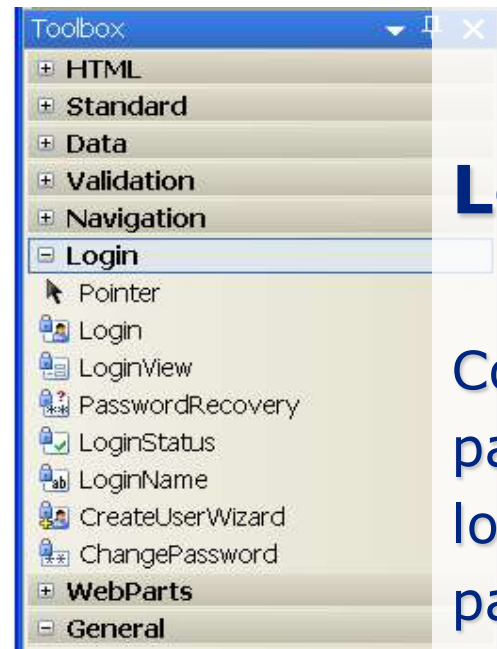 Toolbox
HTML
Standard
Data
Validation
Navigation
Login
Pointer
Login
LoginView
PasswordRecovery
LoginStatus
LoginName
CreateUserWizard
ChangePassword
WebParts
General